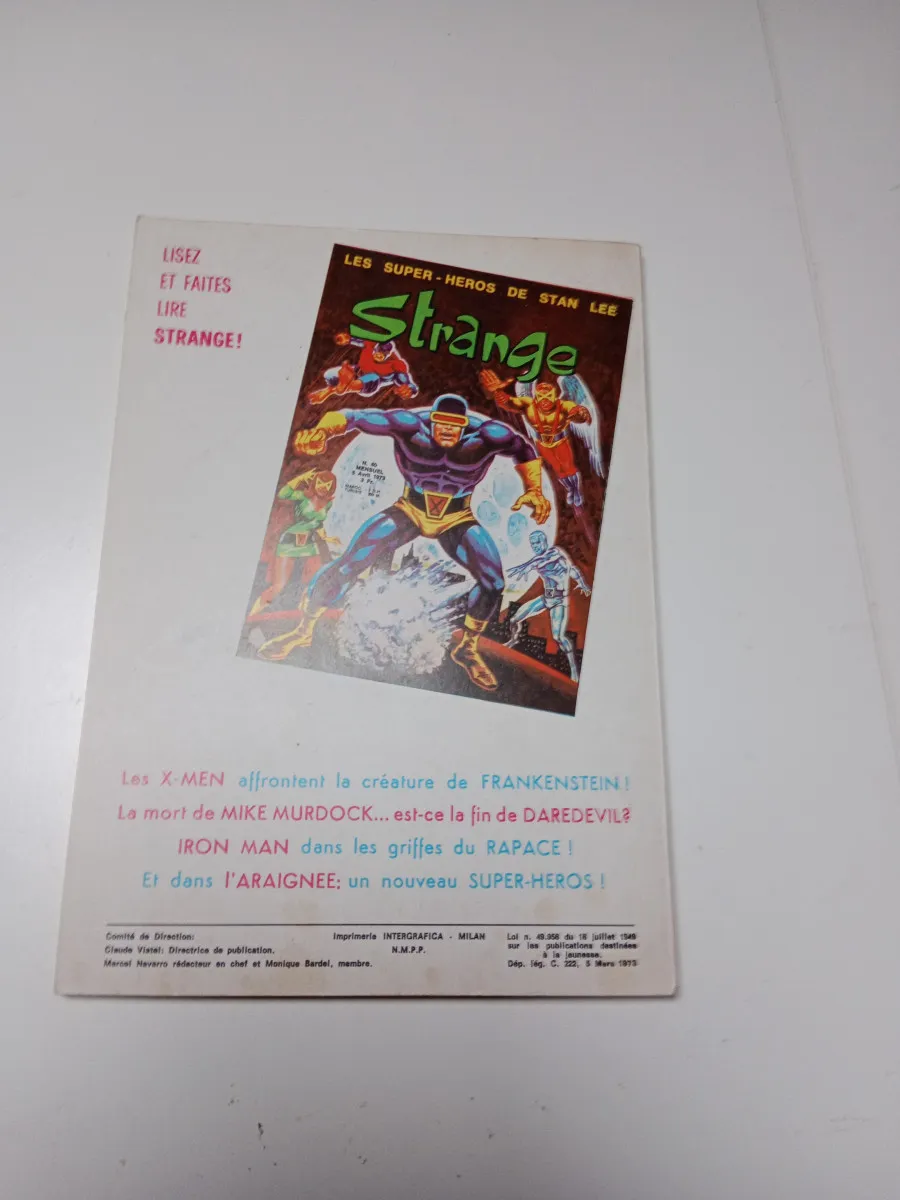 LISEZ
ET FAITES
LIRE
STRANGE!
LES SUPER-HEROS DE STAN LEE
Strange
MENSUEL
5 Avril 1973
Les X-MEN affrontent la créature de FRANKENSTEIN!
La mort de MIKE MURDOCK... est-ce la fin de DAREDEVIL?
IRON MAN dans les griffes du RAPACE!
Et dans l'ARAIGNEE: un nouveau SUPER-HEROS!
Comité de Direction:
Claude Vistel: Directrice de publication.
Marcel Navarro rédacteur en chef et Monique Bardel, membre.
Imprimerie INTERGRAFICA - MILAN
N.M.P.P.
Loi n. 49.956 du 16 juillet 1949
sur les publications destinées
à la jeunesse.
Dép. lég. C. 222, 5 Mars 1973